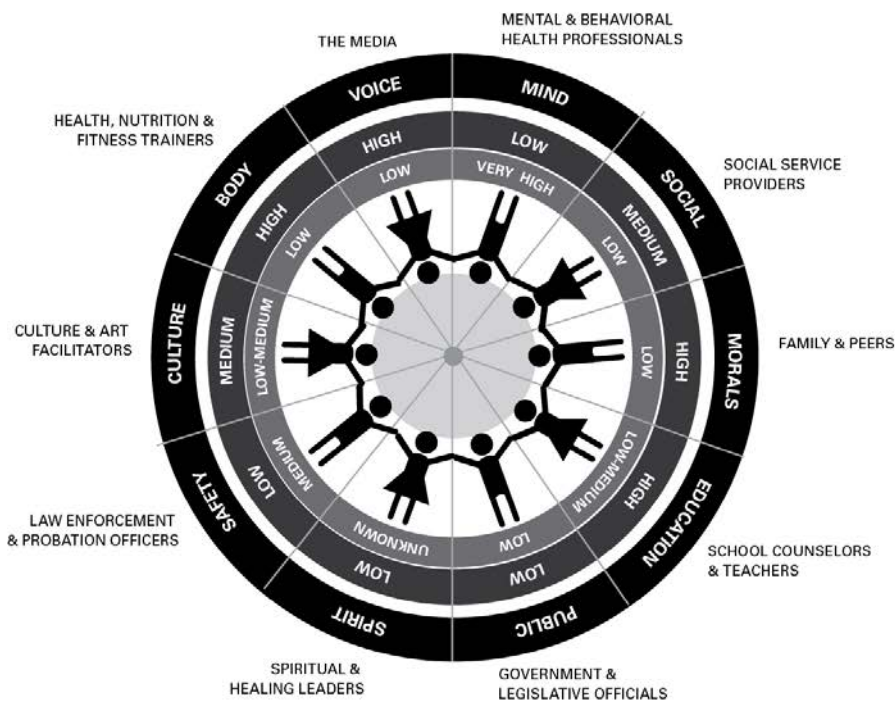 MENTAL & BEHAVIORAL
HEALTH PROFESSIONALS
THE MEDIA
HEALTH, NUTRITION &
FITNESS TRAINERS
SOCIAL SERVICE
PROVIDERS
CULTURE & ART
FACILITATORS
FAMILY & PEERS
LAW ENFORCEMENT
& PROBATION OFFICERS
SCHOOL COUNSELORS
& TEACHERS
SPIRITUAL &
HEALING LEADERS
GOVERNMENT &
LEGISLATIVE OFFICIALS
MIND
SOCIAL
MORALS
EDUCATION
PUBLIC
SPIRIT
SAFETY
CULTURE
BODY
VOICE
LOW
MEDIUM
HIGH
HIGH
LOW
LOW
LOW
MEDIUM
HIGH
HIGH
VERY HIGH
LOW
LOW
LOW-MEDIUM
LOW
UNKNOWN
MEDIUM
LOW-MEDIUM
LOW
LOW